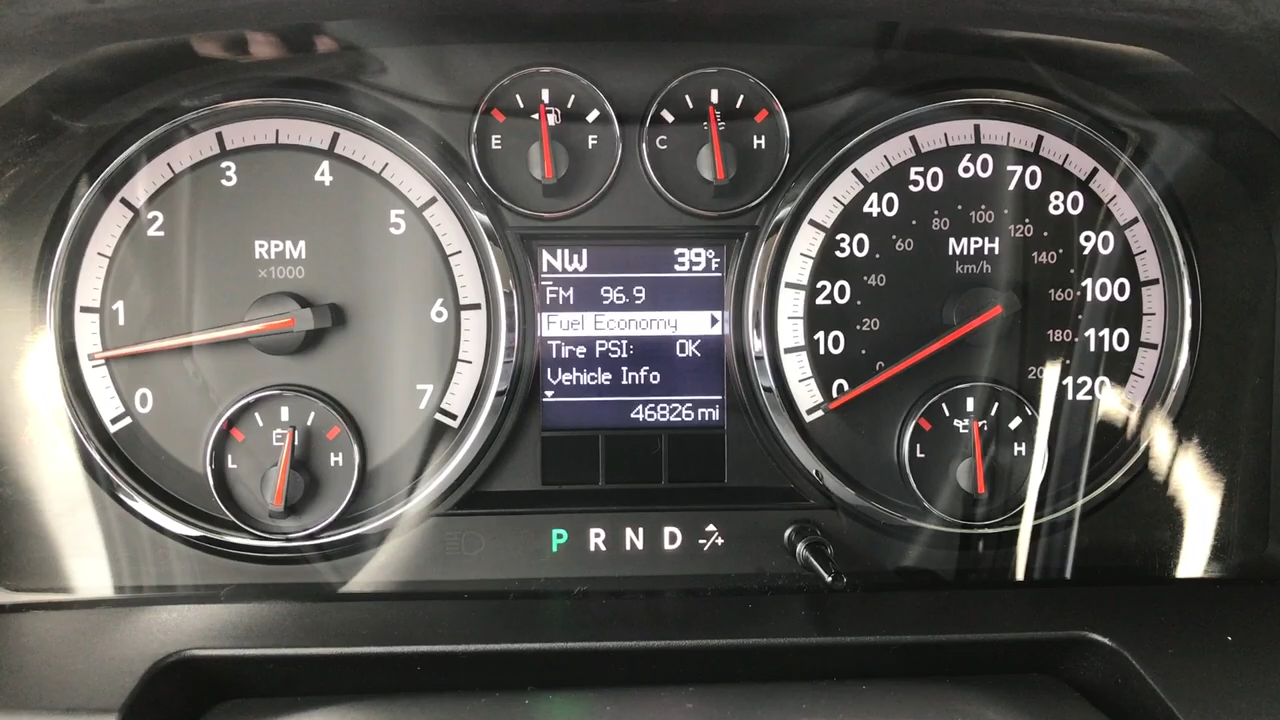 E F
C H
0 1 2 3 4 5 6 7
RPM
×1000
L H
NW 39°F
FM 96.9
Fuel Economy
Tire PSI: OK
Vehicle Info
46826 mi
0 10 20 30 40 50 60 70 80 90 100 110 120
MPH
km/h
0 20 40 60 80 100 120 140 160 180
L H
P R N D -/+